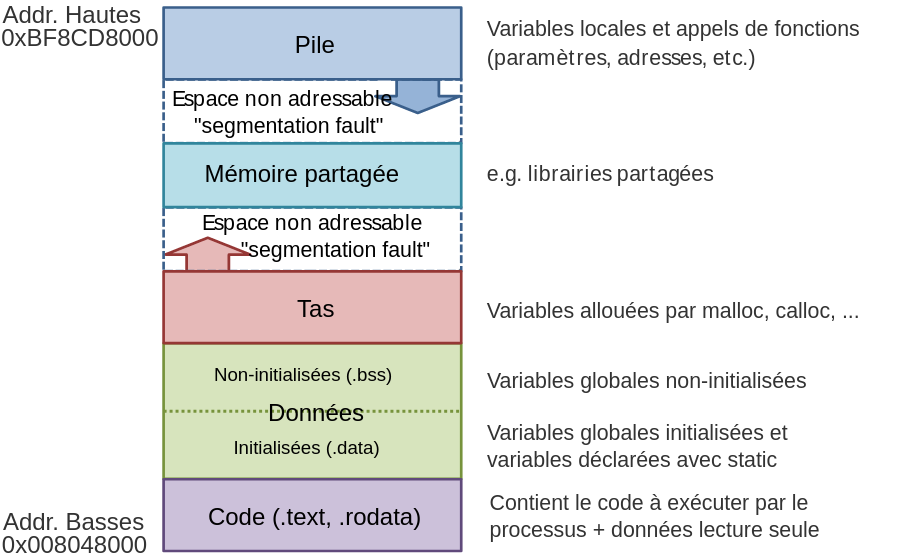 Addr. Hautes
0xBF8CD8000
Pile
Variables locales et appels de fonctions
(paramètres, adresses, etc.)
Espace non adressable
"segmentation fault"
Mémoire partagée
e.g. librairies partagées
Espace non adressable
"segmentation fault"
Tas
Variables allouées par malloc, calloc, ...
Non-initialisées (.bss)
Variables globales non-initialisées
Données
Initialisées (.data)
Variables globales initialisées et
variables déclarées avec static
Code (.text, .rodata)
Contient le code à exécuter par le
processus + données lecture seule
Addr. Basses
0x008048000